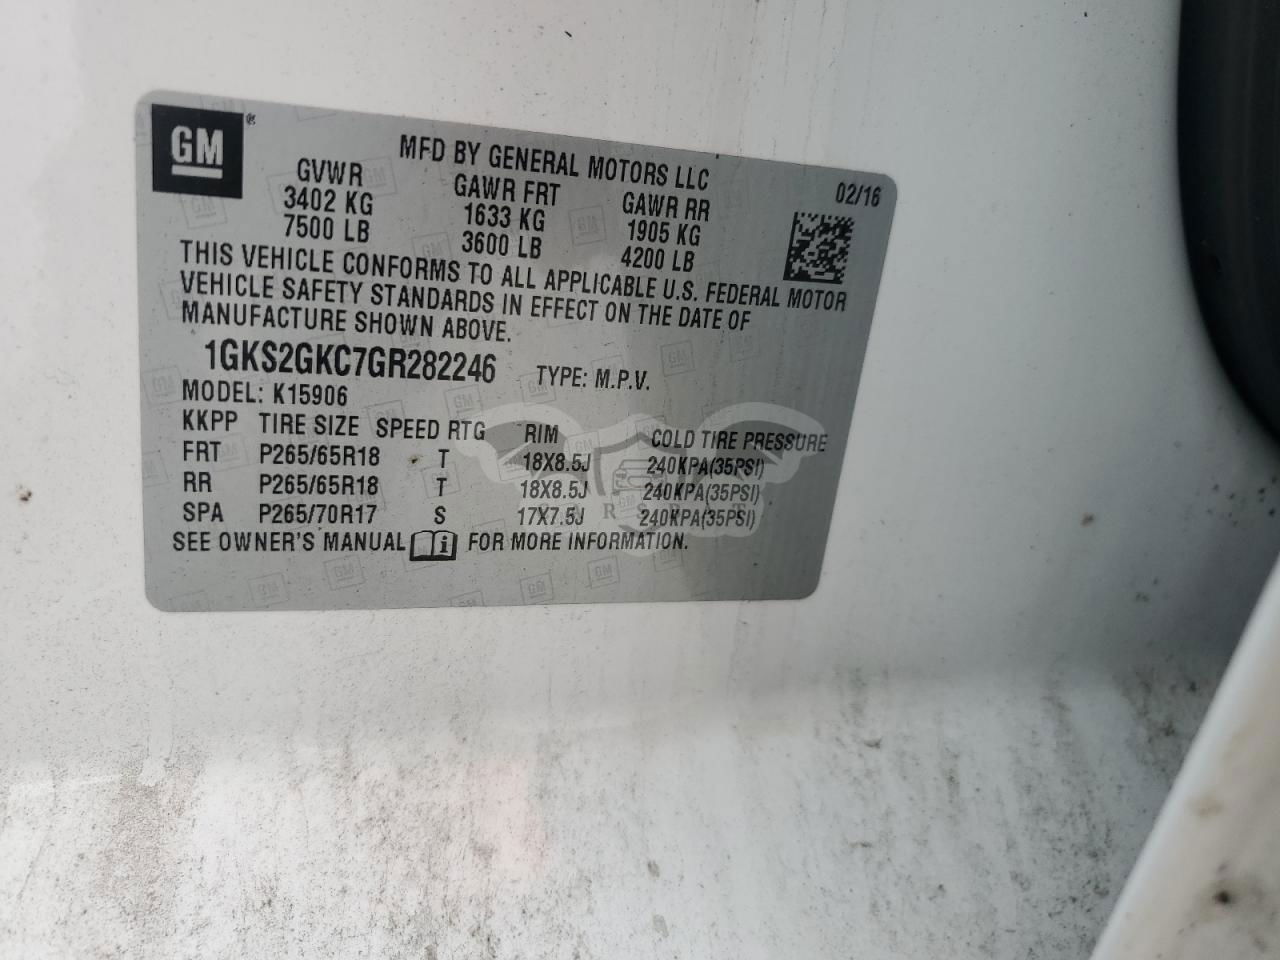 GM ®
MFD BY GENERAL MOTORS LLC
GVWR GAWR FRT GAWR RR 02/16
3402 KG 1633 KG 1905 KG
7500 LB 3600 LB 4200 LB
THIS VEHICLE CONFORMS TO ALL APPLICABLE U.S. FEDERAL MOTOR
VEHICLE SAFETY STANDARDS IN EFFECT ON THE DATE OF
MANUFACTURE SHOWN ABOVE.
1GKS2GKC7GR282246 TYPE: M.P.V.
MODEL: K15906
KKPP TIRE SIZE SPEED RTG RIM COLD TIRE PRESSURE
FRT P265/65R18 T 18X8.5J 240KPA(35PSI)
RR P265/65R18 T 18X8.5J 240KPA(35PSI)
SPA P265/70R17 S 17X7.5J 240KPA(35PSI)
SEE OWNER'S MANUAL i FOR MORE INFORMATION.